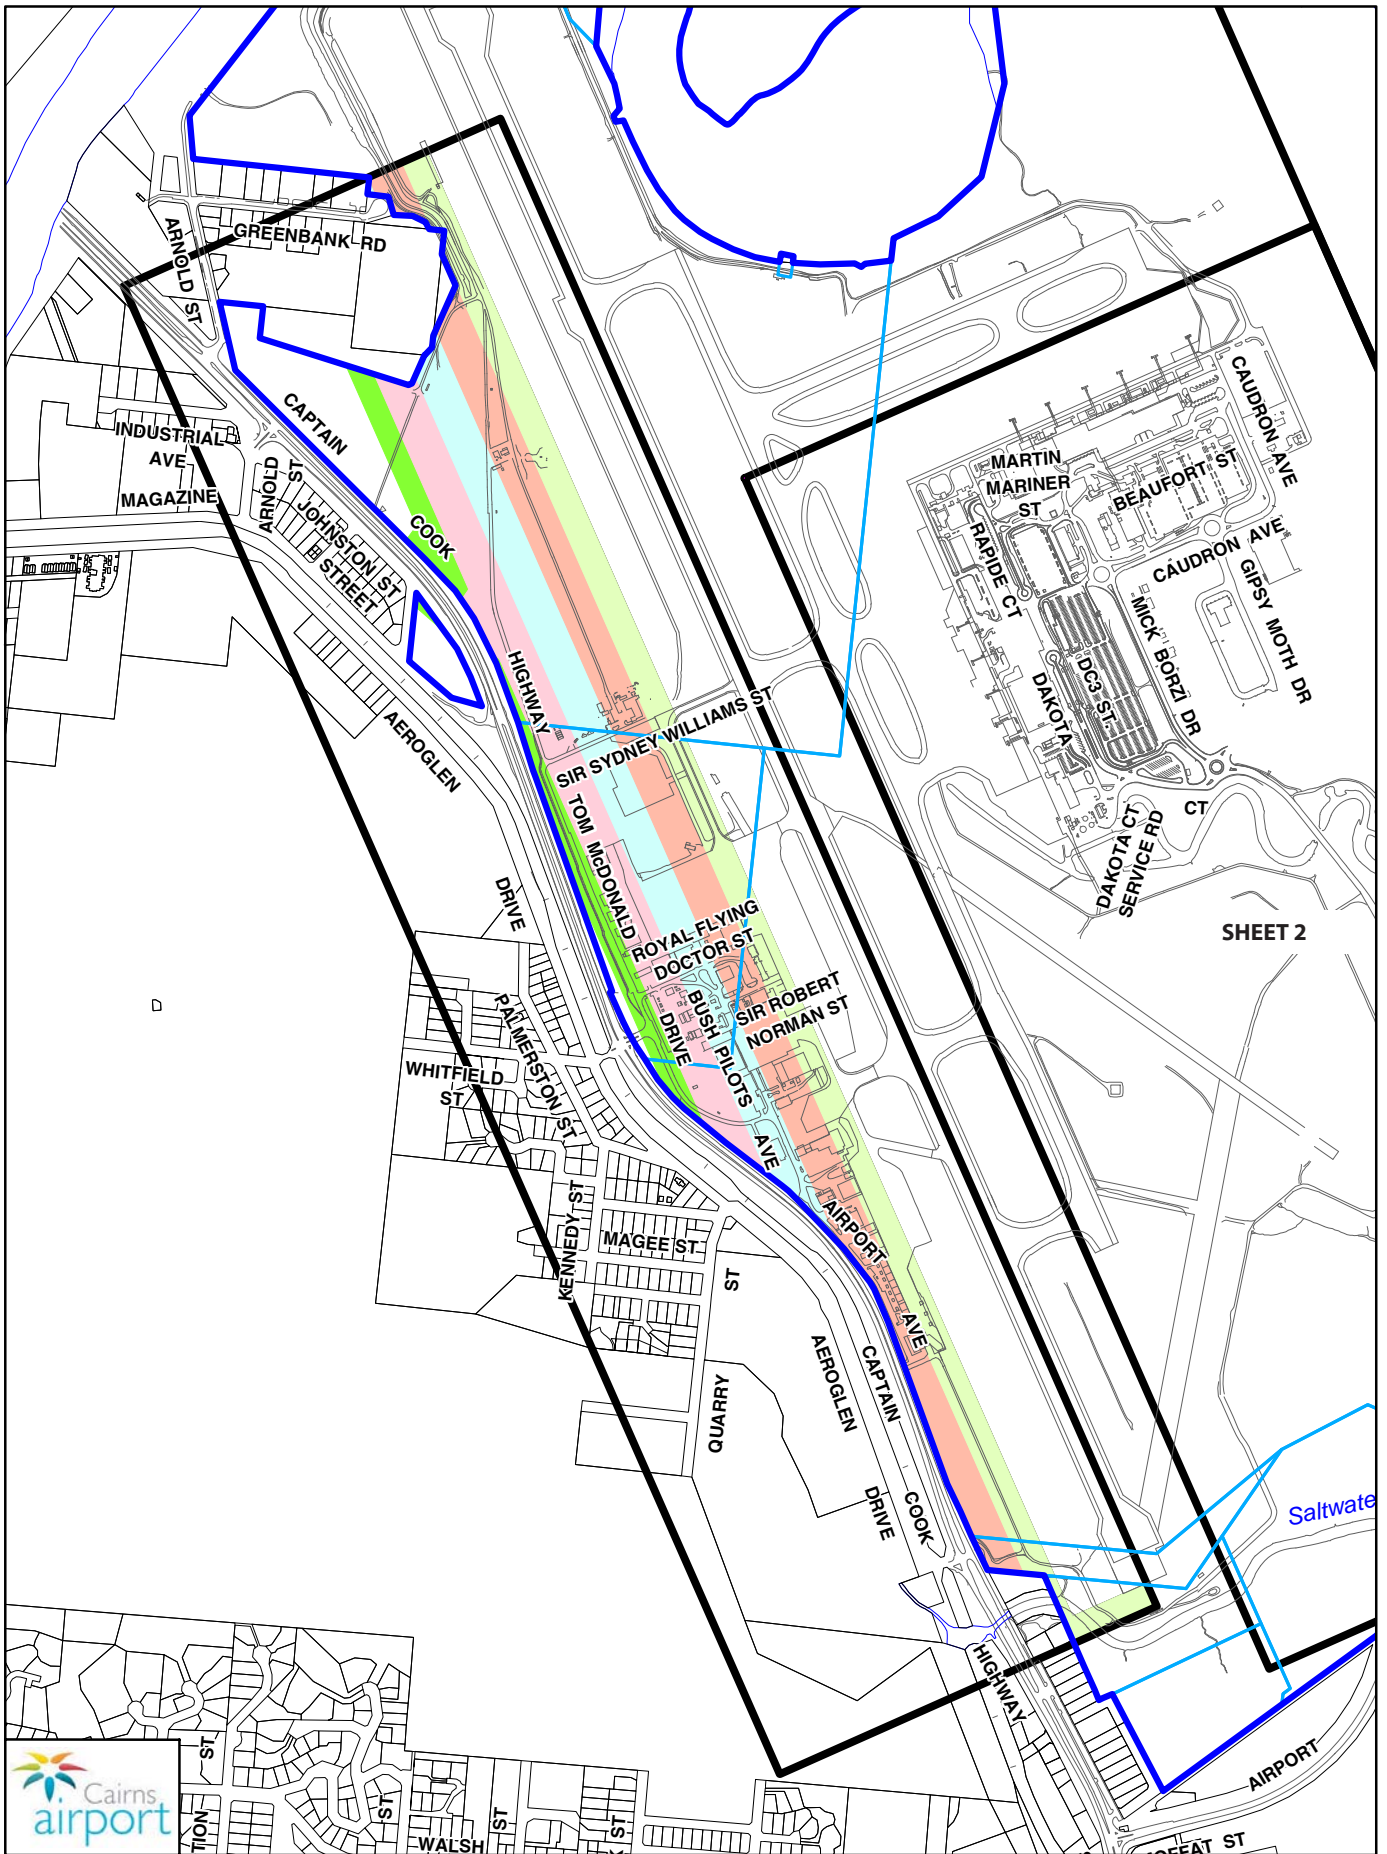 GREENBANK RD
ARNOLD ST
CAPTAIN
COOK
HIGHWAY
INDUSTRIAL
AVE
MAGAZINE
ARNOLD
ST
JOHNSTON ST
STREET
AEROGLEN
DRIVE
MARTIN
MARINER
ST
BEAUFORT ST
CAUDRON AVE
CAUDRON AVE
RAPIDE CT
GIPSY MOTH DR
MICK BORZI DR
DC3 ST
DAKOTA
CT
DAKOTA CT
SERVICE RD
SHEET 2
SIR SYDNEY WILLIAMS ST
TOM McDONALD
DRIVE
ROYAL FLYING
DOCTOR ST
BUSH PILOTS
AVE
SIR ROBERT
NORMAN ST
PALMERSTON ST
WHITFIELD
ST
KENNEDY ST
MAGEE ST
QUARRY
ST
AIRPORT
AVE
AEROGLEN
DRIVE
CAPTAIN
COOK
HIGHWAY
Saltwate
AIRPORT
Cairns
airport
TION
ST
ST
WALSH
ST
ST
OFFAT ST